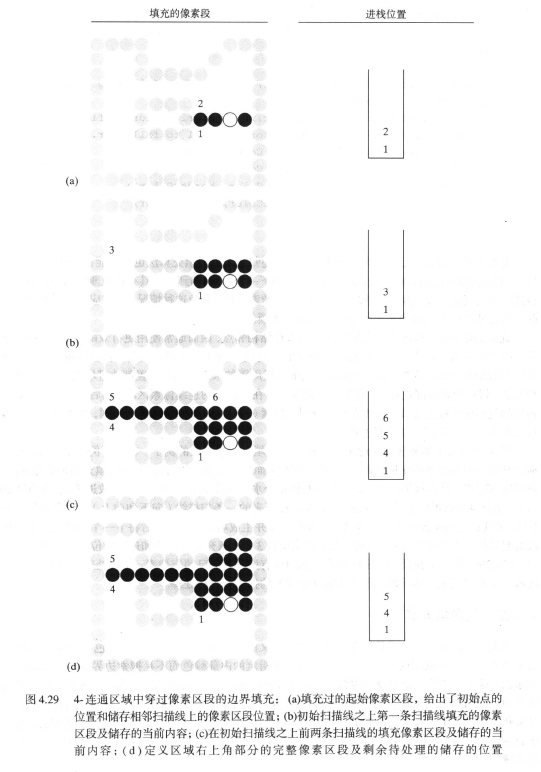 填充的像素段 进栈位置
2
1
2
1
(a)
3
1
3
1
(b)
5 6
4
1
6
5
4
1
(c)
5
4
1
5
4
1
(d)
图 4.29 4- 连通区域中穿过像素区段的边界填充：(a)填充过的起始像素区段，给出了初始点的
位置和储存相邻扫描线上的像素区段位置；(b)初始扫描线之上第一条扫描线填充的像素
区段及储存的当前内容；(c)在初始扫描线之上前两条扫描线的填充像素区段及储存的当
前内容；(d)定义区域右上角部分的完整像素区段及剩余待处理的储存的位置